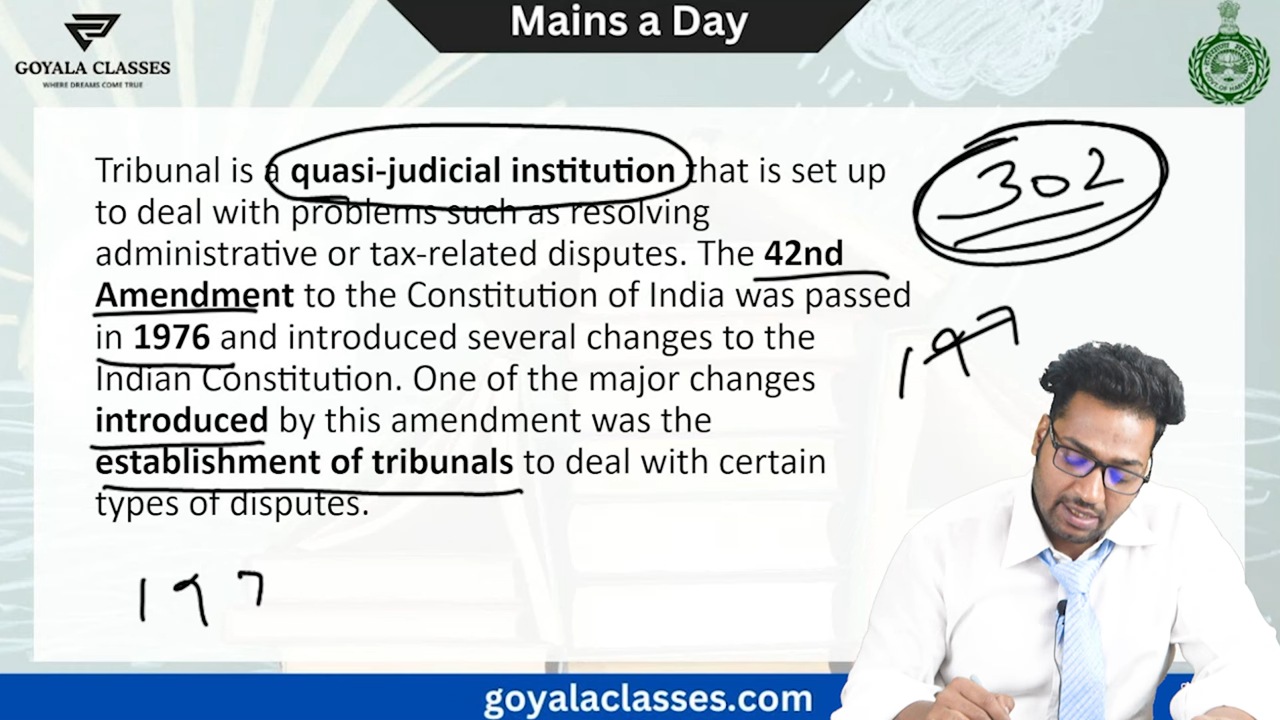 Mains a Day
GOYALA CLASSES
WHERE DREAMS COME TRUE
Tribunal is a quasi-judicial institution that is set up
to deal with problems such as resolving
administrative or tax-related disputes. The 42nd
Amendment to the Constitution of India was passed
in 1976 and introduced several changes to the
Indian Constitution. One of the major changes
introduced by this amendment was the
establishment of tribunals to deal with certain
types of disputes.
302
197
197
goyalaclasses.com